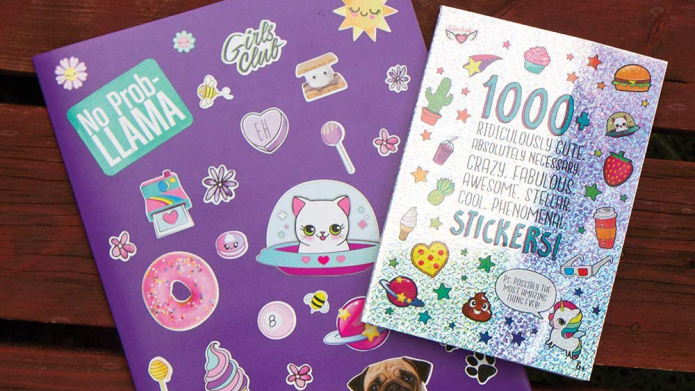 Girls
Club
No Prob-
LLAMA
EH
8
1000+
RIDICULOUSLY CUTE,
ABSOLUTELY NECESSARY,
CRAZY, FABULOUS,
AWESOME, STELLAR,
COOL, PHENOMENAL
STICKERS!
PS: POSSIBLY THE
MOST AMAZING
THING EVER!
6+